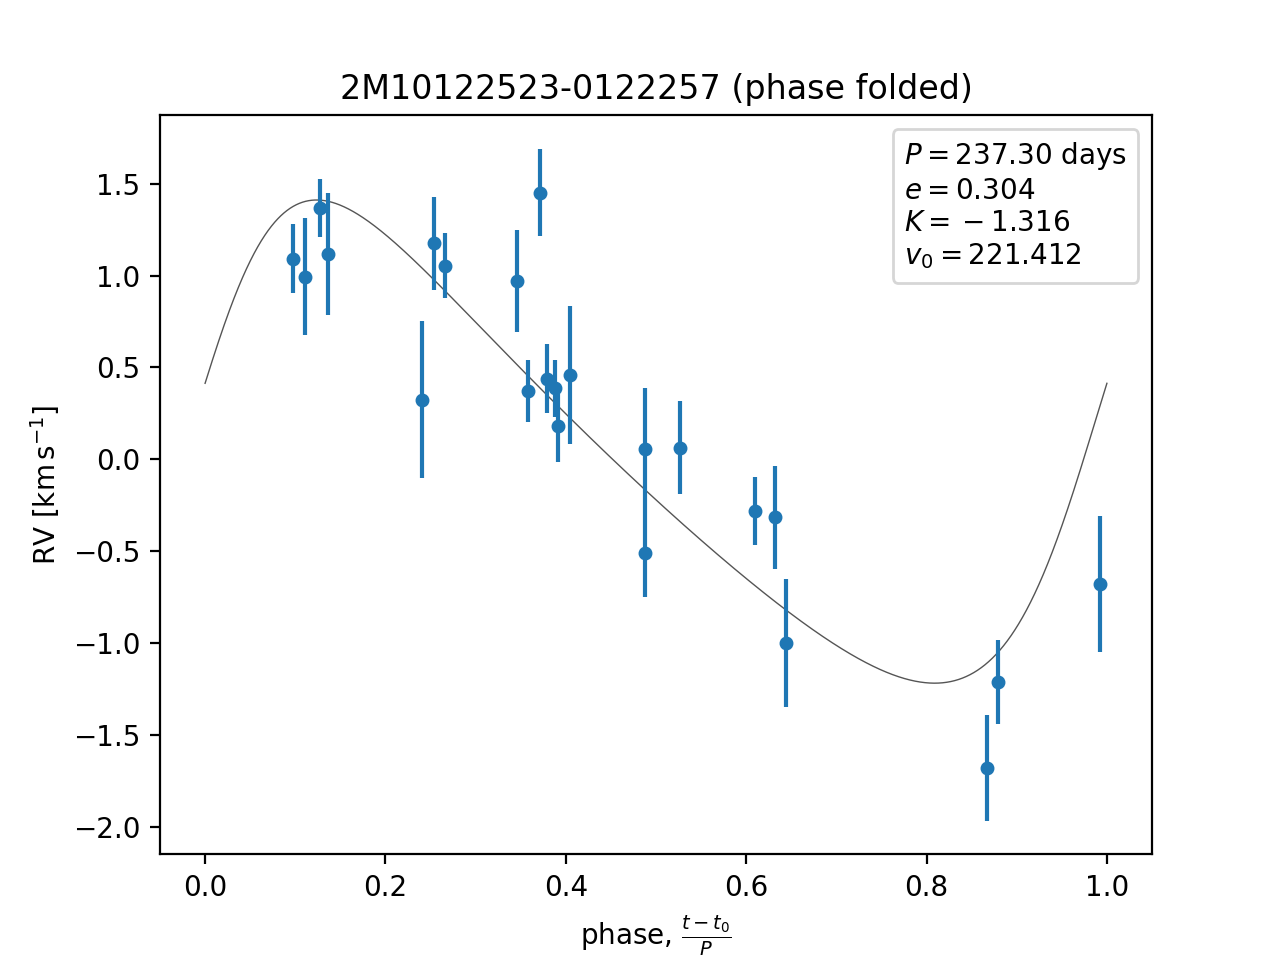 2M10122523-0122257 (phase folded)
P = 237.30 days
e = 0.304
K = −1.316
v₀ = 221.412
RV [km s⁻¹]
1.5
1.0
0.5
0.0
−0.5
−1.0
−1.5
−2.0
0.0 0.2 0.4 0.6 0.8 1.0
phase, (t − t₀)/P